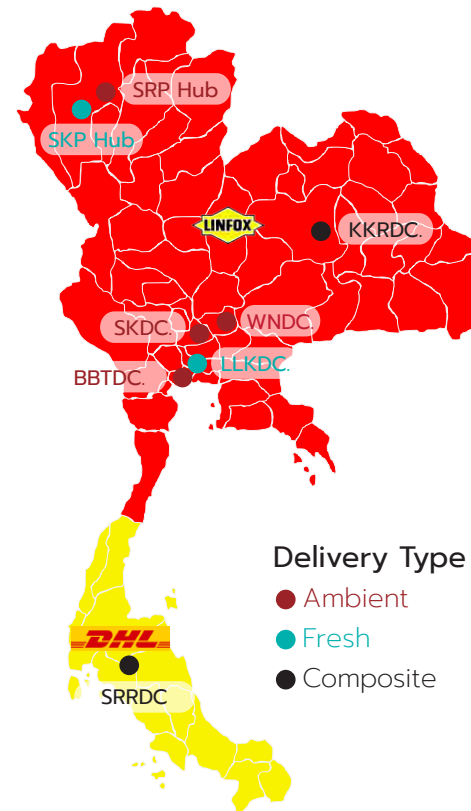 SRP Hub
SKP Hub
LINFOX
KKRDC.
SKDC.
WNDC.
LLKDC.
BBTDC.
DHL
SRRDC
Delivery Type
Ambient
Fresh
Composite